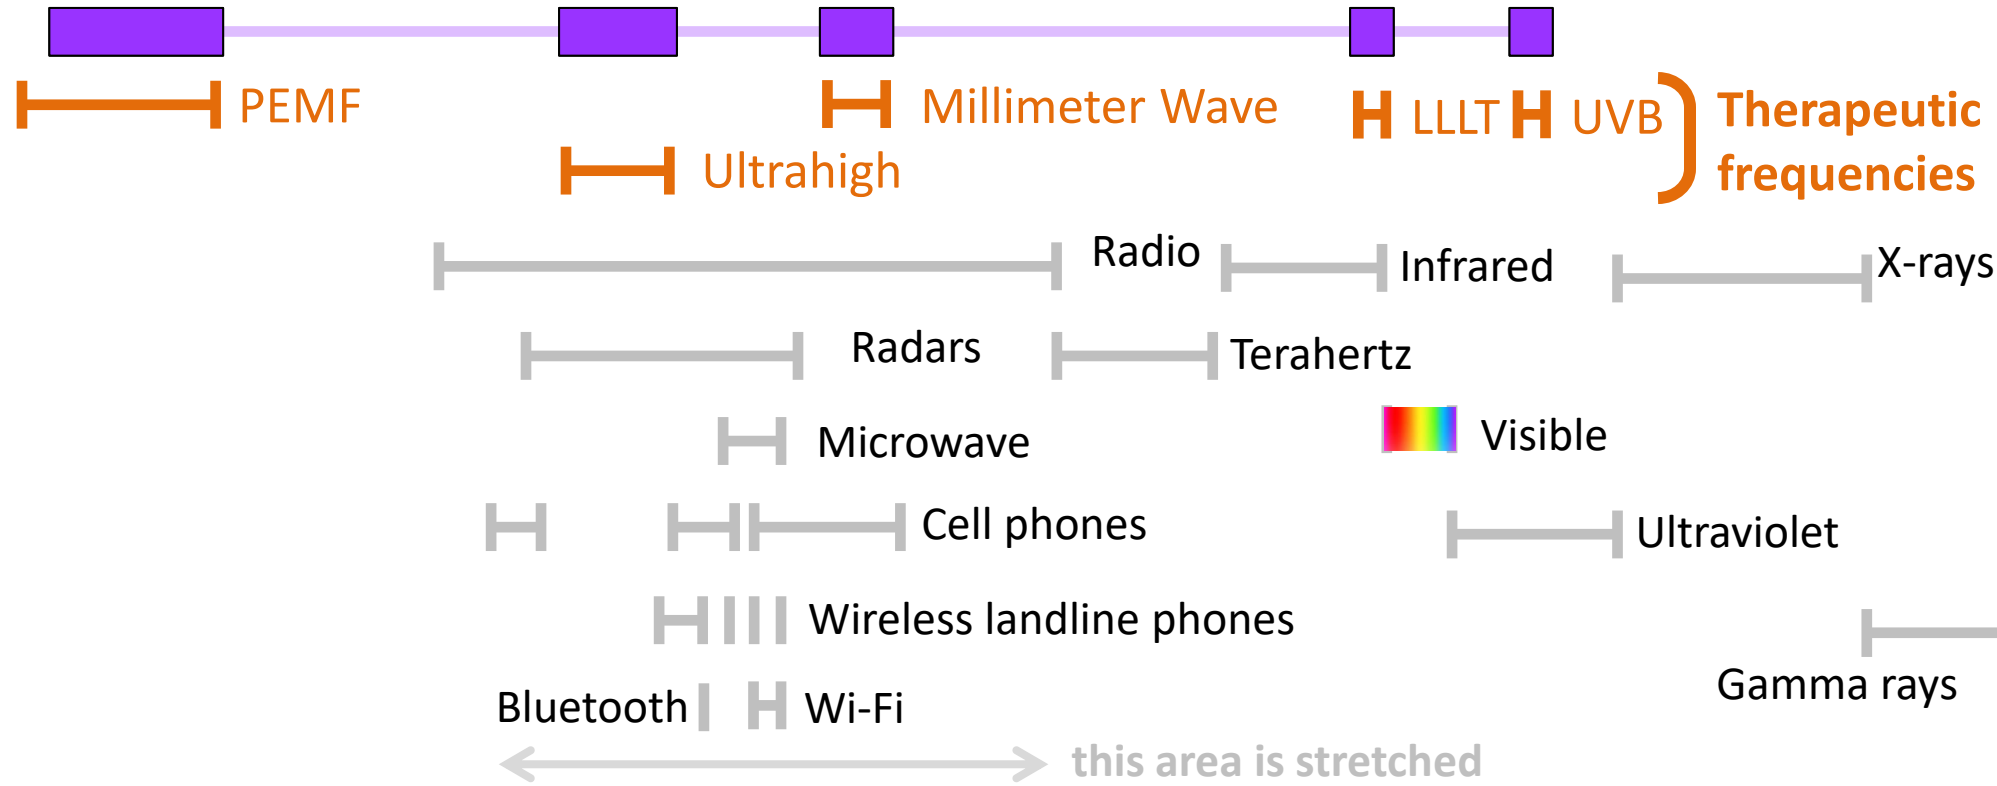 PEMF
Millimeter Wave
LLLT
UVB
Therapeutic
frequencies
Ultrahigh
Radio
Infrared
X-rays
Radars
Terahertz
Microwave
Visible
Cell phones
Ultraviolet
Wireless landline phones
Gamma rays
Bluetooth
Wi-Fi
this area is stretched